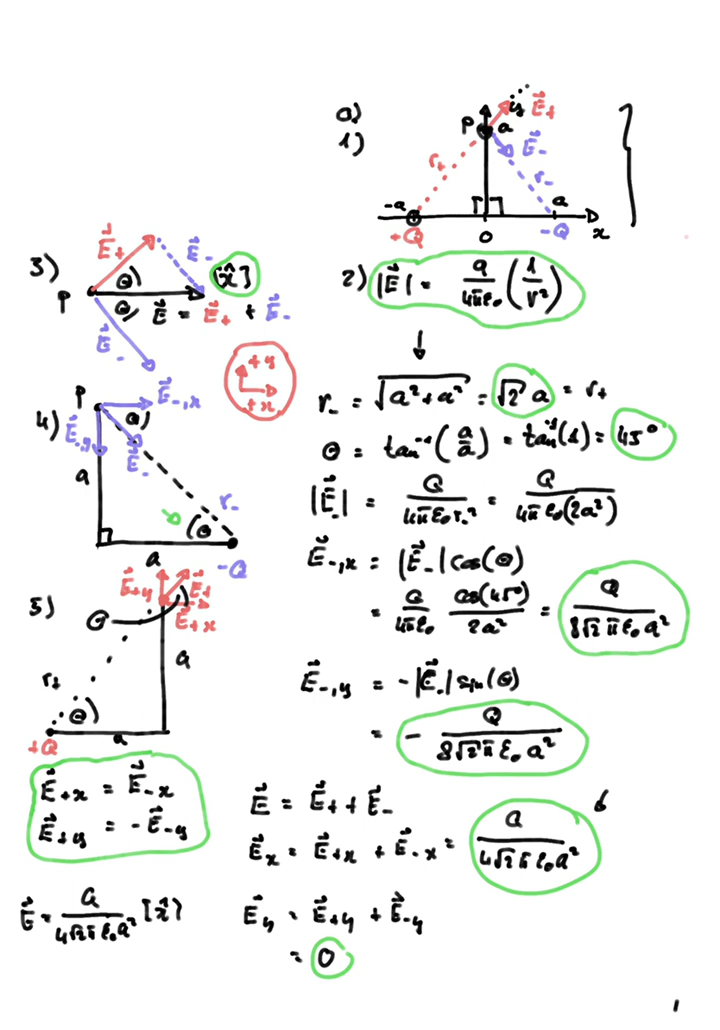 a)
1)
y
P
a
E⃗+
E⃗-
r+
r-
-a
a
+Q
0
-Q
x
2) |E⃗| = Q/4πε₀ (1/r²)
3)
E⃗+
E⃗-
θ)
[x̂]
P
θ)
E⃗ = E⃗+ + E⃗-
E⃗-
+y
+x
r- = √(a²+a²) = √2 a = r+
θ = tan⁻¹(a/a) = tan⁻¹(1) = 45°
|E⃗-| = Q/4πε₀r-² = Q/4πε₀(2a²)
4)
P
E⃗-,x
θ)
E⃗-,y
E⃗-
a
r-
(θ
a
-Q
E⃗-,x = |E⃗-|cos(θ)
= Q/4πε₀ cos(45°)/2a² = Q/8√2πε₀a²
5)
E⃗+y
E⃗+
E⃗+x
θ
a
r+
θ)
+Q
a
E⃗-,y = -|E⃗-|sin(θ)
= - Q/8√2πε₀a²
E⃗+x = E⃗-x
E⃗+y = -E⃗-y
E⃗ = E⃗+ + E⃗-
E⃗x = E⃗+x + E⃗-x = Q/4√2πε₀a²
E⃗ = Q/4√2πε₀a² [x̂]
E⃗y = E⃗+y + E⃗-y
= 0
1